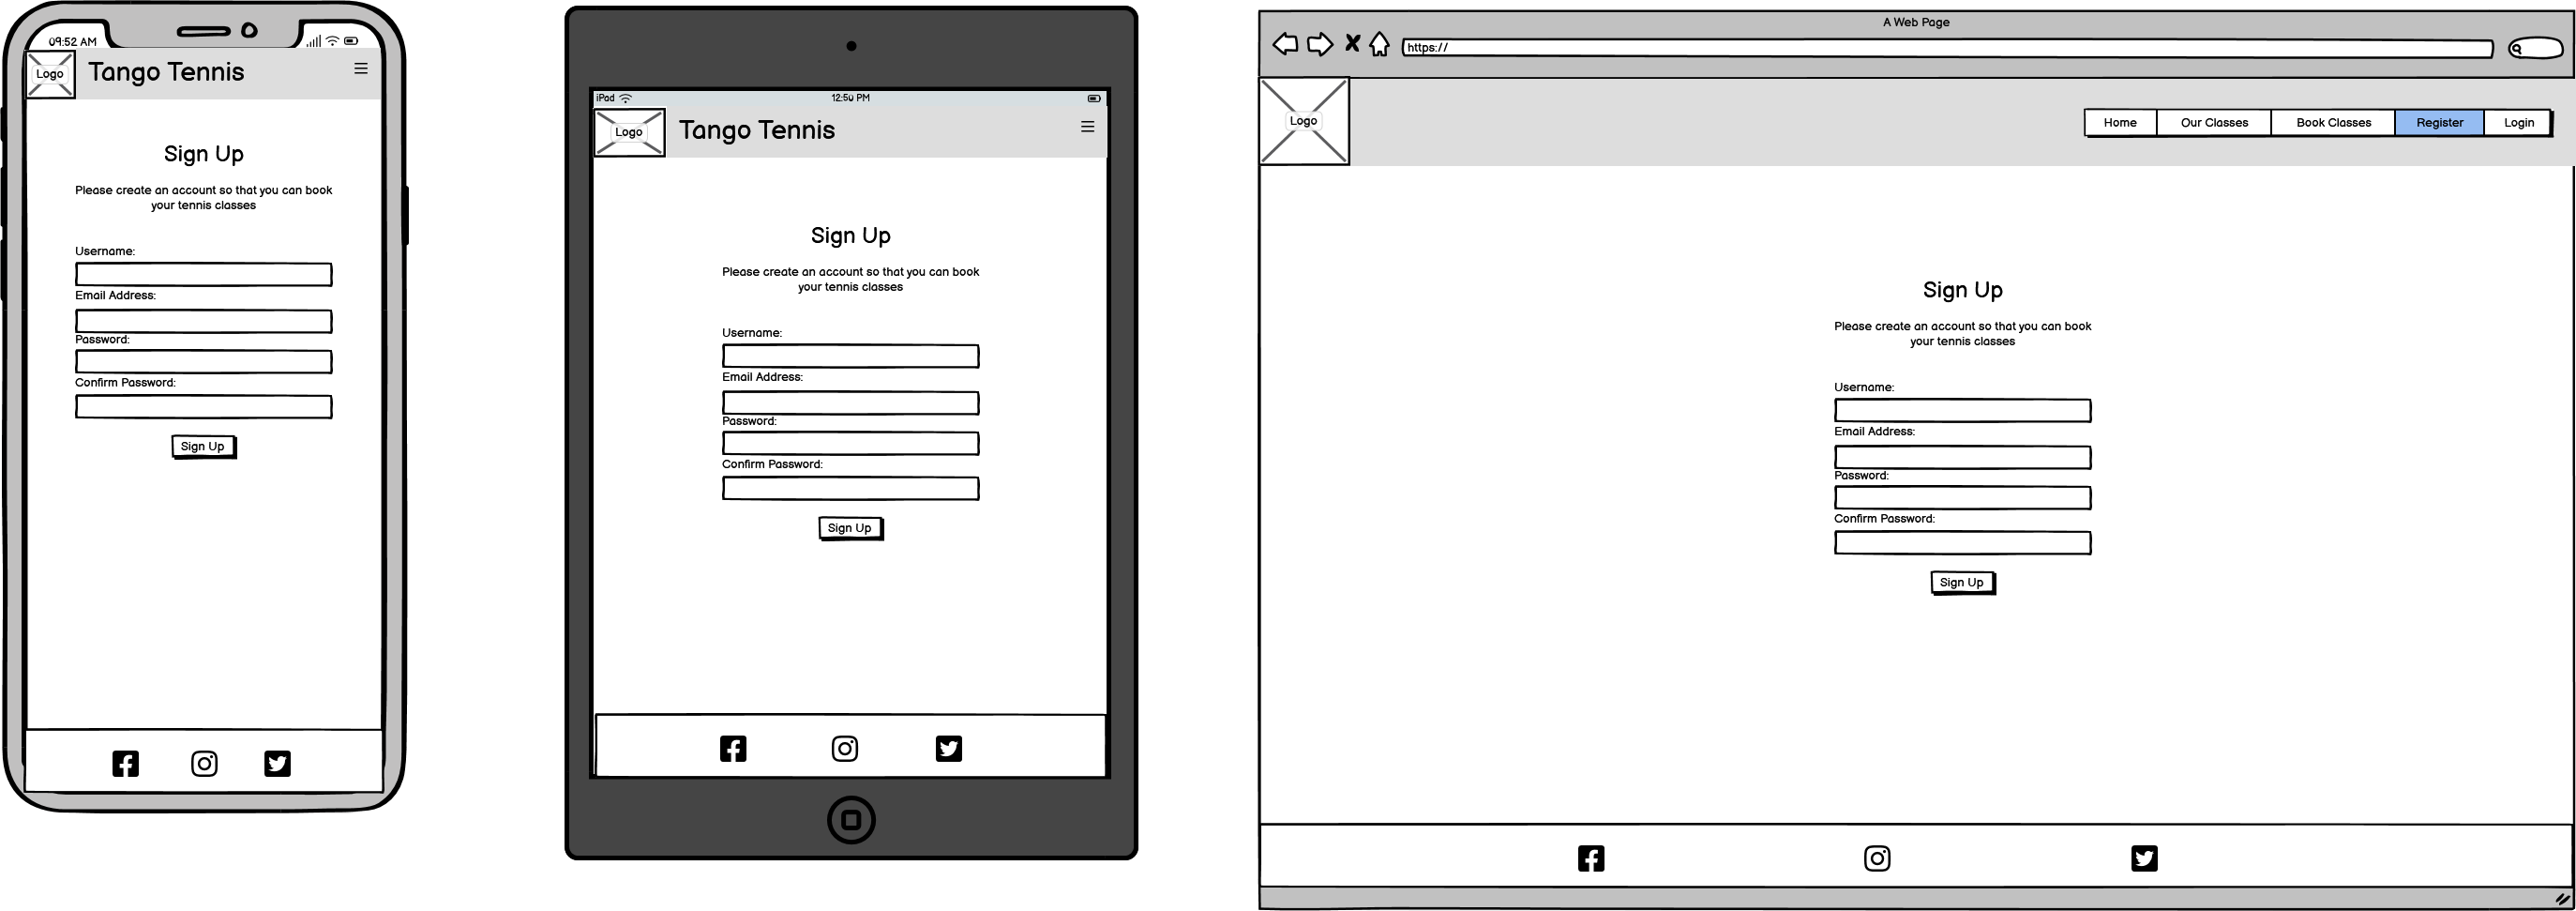 09:52 AM
Logo
Tango Tennis
Sign Up
Please create an account so that you can book
your tennis classes
Username:
Email Address:
Password:
Confirm Password:
Sign Up
iPad
12:50 PM
Logo
Tango Tennis
Sign Up
Please create an account so that you can book
your tennis classes
Username:
Email Address:
Password:
Confirm Password:
Sign Up
A Web Page
https://
Logo
Home
Our Classes
Book Classes
Register
Login
Sign Up
Please create an account so that you can book
your tennis classes
Username:
Email Address:
Password:
Confirm Password:
Sign Up